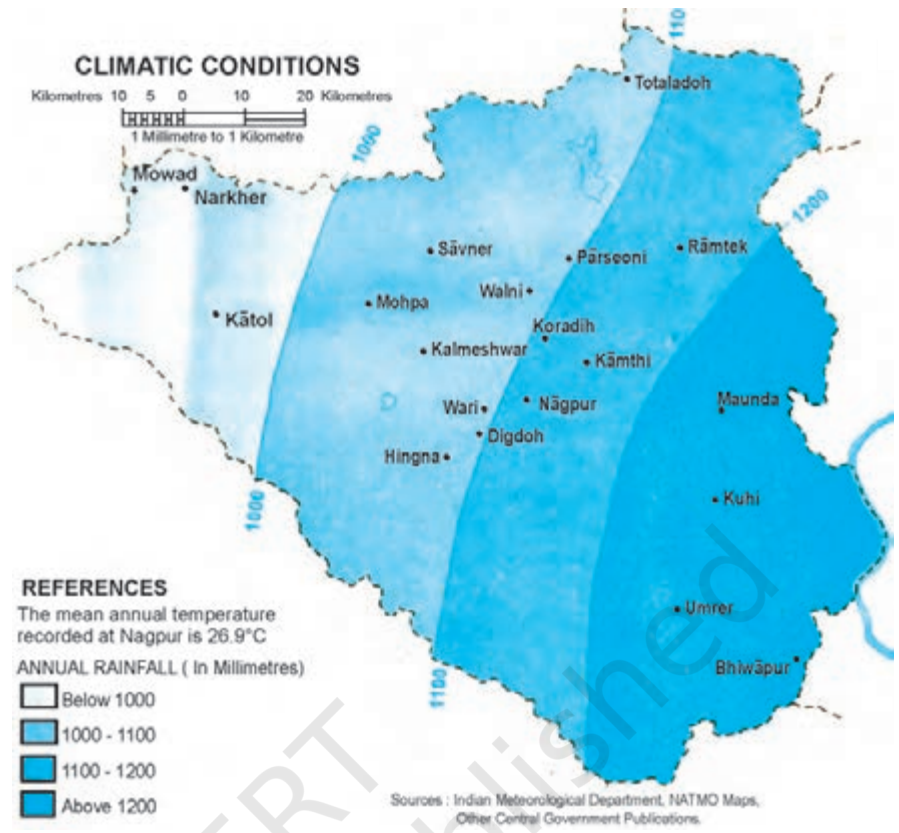 CLIMATIC CONDITIONS
Kilometres 10 5 0 10 20 Kilometres
1 Millimetre to 1 Kilometre
1000
110
Totaladoh
Mowad
Narkher
1200
Sāvner
Pārseoni
Rāmtek
Walni
Mohpa
Kātol
Koradih
Kalmeshwar
Kāmthi
Wari
Nāgpur
Maunda
Digdoh
Hingna
1000
Kuhi
REFERENCES
The mean annual temperature
recorded at Nagpur is 26.9°C
Umrer
ANNUAL RAINFALL ( In Millimetres)
Bhiwāpur
1100
Below 1000
1000 - 1100
1100 - 1200
Above 1200
Sources : Indian Meteorological Department, NATMO Maps,
Other Central Government Publications.
ERT
blished